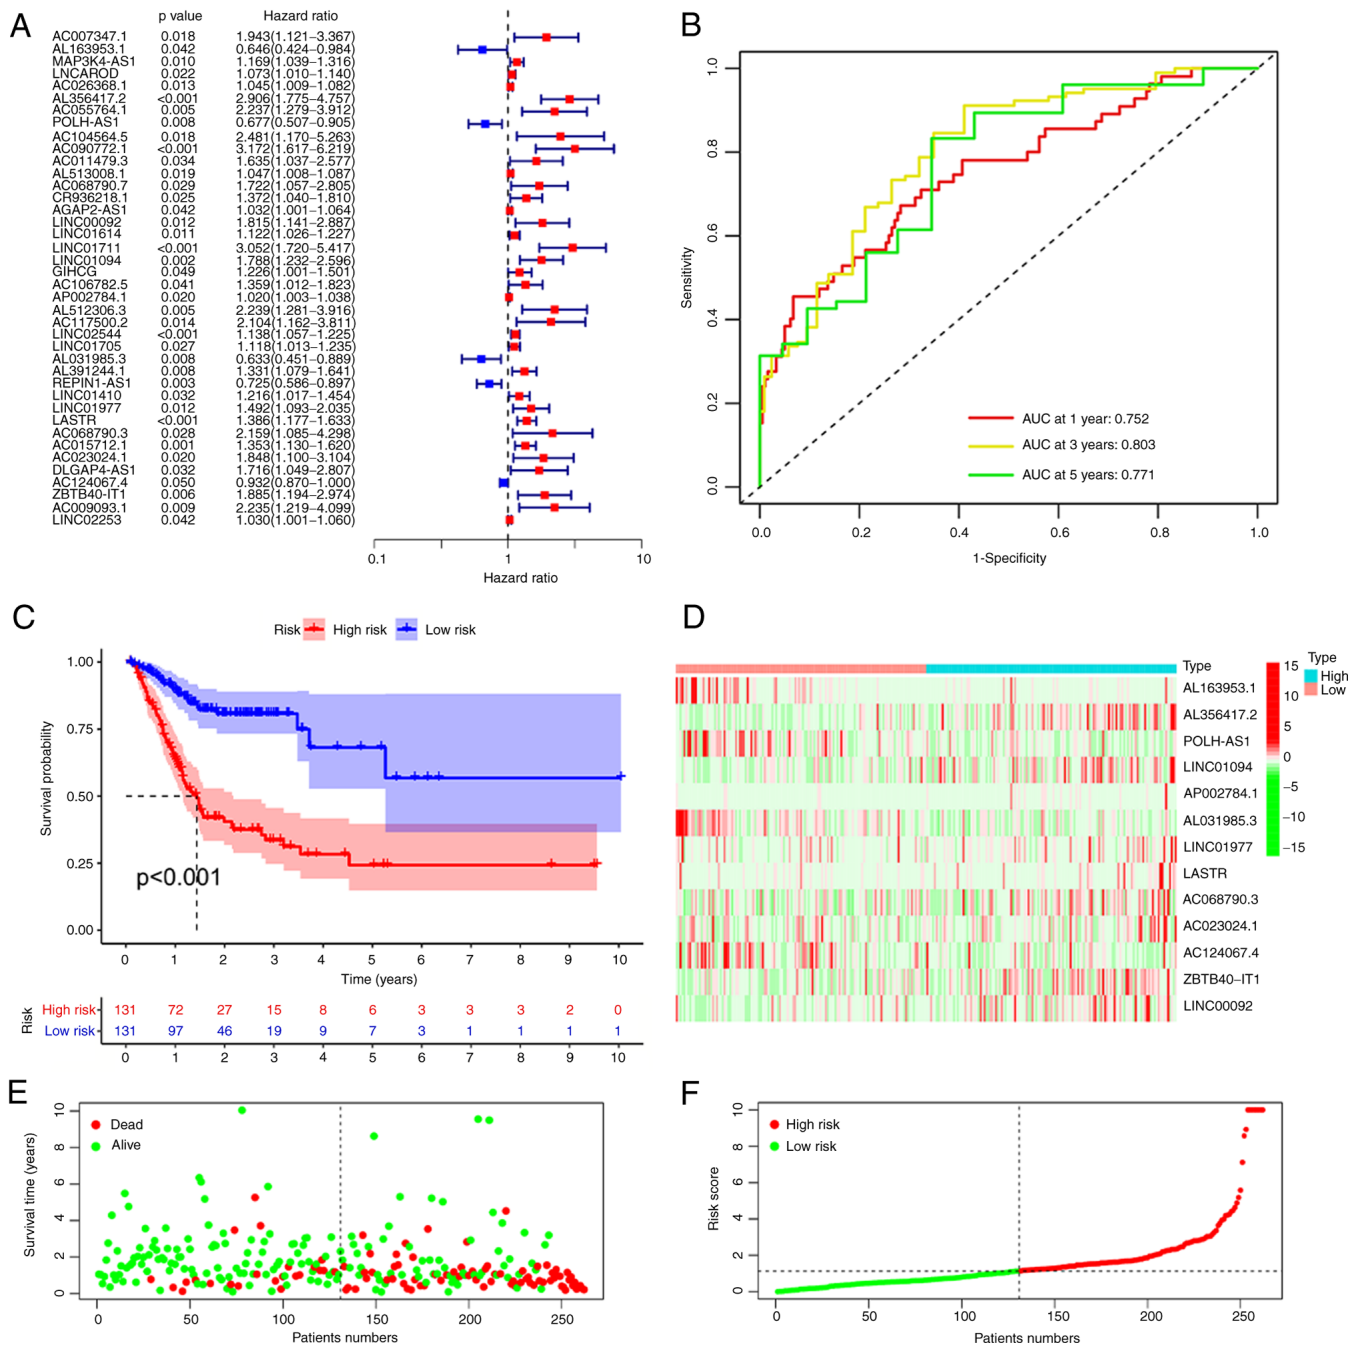 A
p value Hazard ratio
AC007347.1 0.018 1.943(1.121−3.367)
AL163953.1 0.042 0.646(0.424−0.984)
MAP3K4-AS1 0.010 1.169(1.039−1.316)
LNCAROD 0.022 1.073(1.010−1.140)
AC026368.1 0.013 1.045(1.009−1.082)
AL356417.2 <0.001 2.906(1.775−4.757)
AC055764.1 0.005 2.237(1.279−3.912)
POLH-AS1 0.008 0.677(0.507−0.905)
AC104564.5 0.018 2.481(1.170−5.263)
AC090772.1 <0.001 3.172(1.617−6.219)
AC011479.3 0.034 1.635(1.037−2.577)
AL513008.1 0.019 1.047(1.008−1.087)
AC068790.7 0.029 1.722(1.057−2.805)
CR936218.1 0.025 1.372(1.040−1.810)
AGAP2-AS1 0.042 1.032(1.001−1.064)
LINC00092 0.012 1.815(1.141−2.887)
LINC01614 0.011 1.122(1.026−1.227)
LINC01711 <0.001 3.052(1.720−5.417)
LINC01094 0.002 1.788(1.232−2.596)
GIHCG 0.049 1.226(1.001−1.501)
AC106782.5 0.041 1.359(1.012−1.823)
AP002784.1 0.020 1.020(1.003−1.038)
AL512306.3 0.005 2.239(1.281−3.916)
AC117500.2 0.014 2.104(1.162−3.811)
LINC02544 <0.001 1.138(1.057−1.225)
LINC01705 0.027 1.118(1.013−1.235)
AL031985.3 0.008 0.633(0.451−0.889)
AL391244.1 0.008 1.331(1.079−1.641)
REPIN1-AS1 0.003 0.725(0.586−0.897)
LINC01410 0.032 1.216(1.017−1.454)
LINC01977 0.012 1.492(1.093−2.035)
LASTR <0.001 1.386(1.177−1.633)
AC068790.3 0.028 2.159(1.085−4.298)
AC015712.1 0.001 1.353(1.130−1.620)
AC023024.1 0.020 1.848(1.100−3.104)
DLGAP4-AS1 0.032 1.716(1.049−2.807)
AC124067.4 0.050 0.932(0.870−1.000)
ZBTB40-IT1 0.006 1.885(1.194−2.974)
AC009093.1 0.009 2.235(1.219−4.099)
LINC02253 0.042 1.030(1.001−1.060)
0.1 1 10
Hazard ratio
B
1.0
0.8
0.6
0.4
0.2
0.0
Sensitivity
AUC at 1 year: 0.752
AUC at 3 years: 0.803
AUC at 5 years: 0.771
0.0 0.2 0.4 0.6 0.8 1.0
1-Specificity
C
Risk High risk Low risk
1.00
0.75
0.50
0.25
0.00
Survival probability
p<0.001
0 1 2 3 4 5 6 7 8 9 10
Time (years)
Risk
High risk 131 72 27 15 8 6 3 3 3 2 0
Low risk 131 97 46 19 9 7 3 1 1 1 1
0 1 2 3 4 5 6 7 8 9 10
D
Type
AL163953.1
AL356417.2
POLH-AS1
LINC01094
AP002784.1
AL031985.3
LINC01977
LASTR
AC068790.3
AC023024.1
AC124067.4
ZBTB40−IT1
LINC00092
15
10
5
0
−5
−10
−15
Type
High
Low
E
10
8
6
4
2
0
Survival time (years)
Dead
Alive
0 50 100 150 200 250
Patients numbers
F
10
8
6
4
2
0
Risk score
High risk
Low risk
0 50 100 150 200 250
Patients numbers